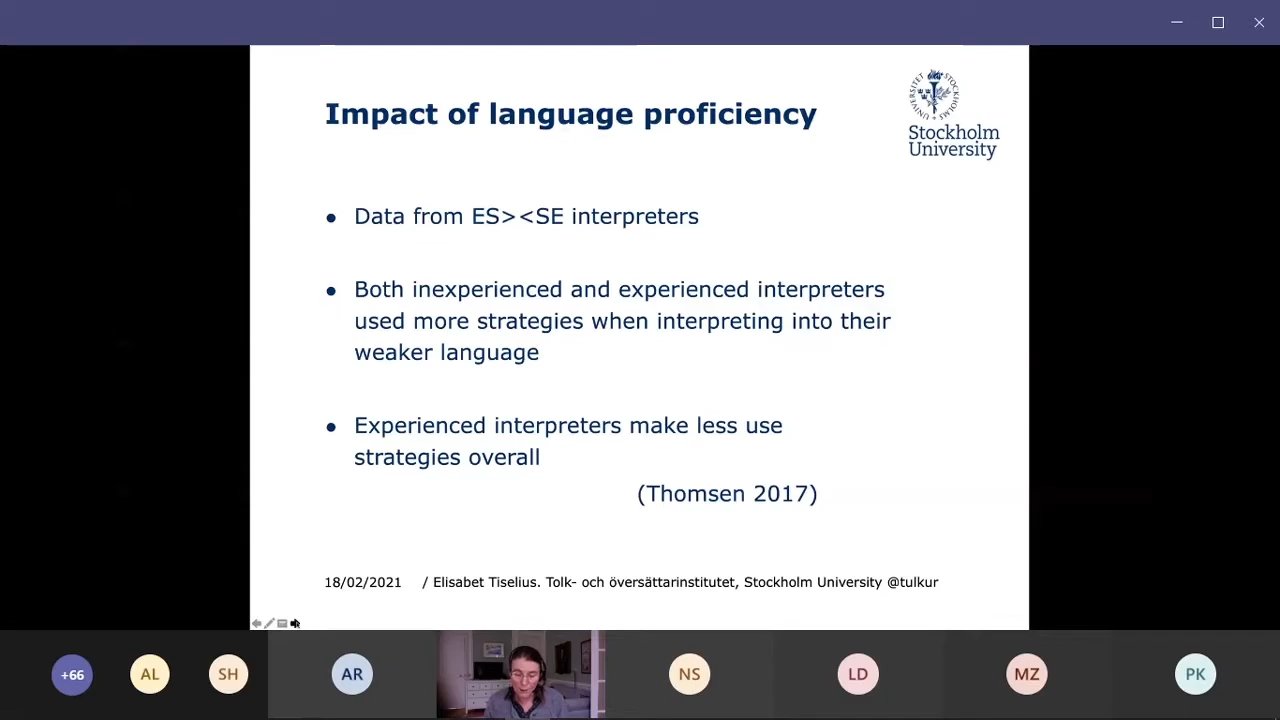 Impact of language proficiency
Stockholm
University
• Data from ES><SE interpreters
• Both inexperienced and experienced interpreters
used more strategies when interpreting into their
weaker language
• Experienced interpreters make less use
strategies overall
(Thomsen 2017)
18/02/2021 / Elisabet Tiselius. Tolk- och översättarinstitutet, Stockholm University @tulkur
+66
AL
SH
AR
NS
LD
MZ
PK